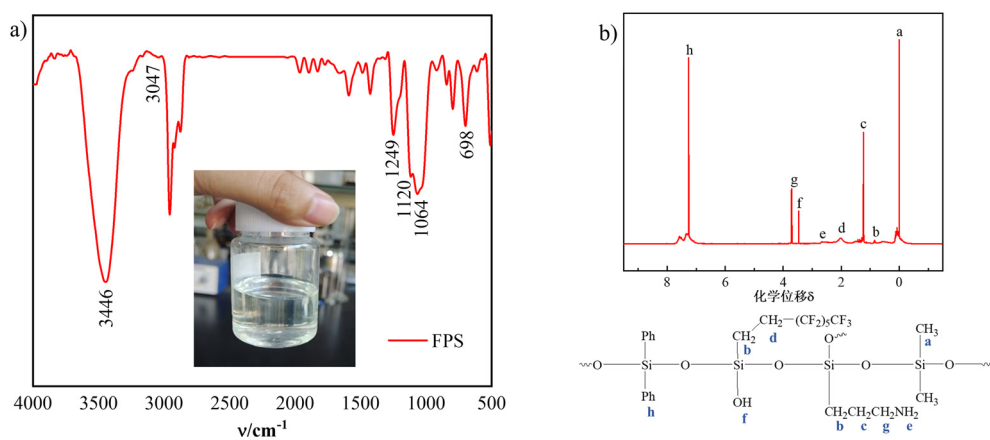 a)
3047
3446
1249
1120
1064
698
FPS
4000 3500 3000 2500 2000 1500 1000 500
ν/cm⁻¹
b)
a
h
c
g
f
e
d
b
8 6 4 2 0
化学位移δ
CH₂—(CF₂)₅CF₃
d
Ph
CH₂
b
O
CH₃
a
O Si O Si O Si O Si O
Ph
h
OH
f
CH₃
CH₂CH₂CH₂NH₂
b c g e